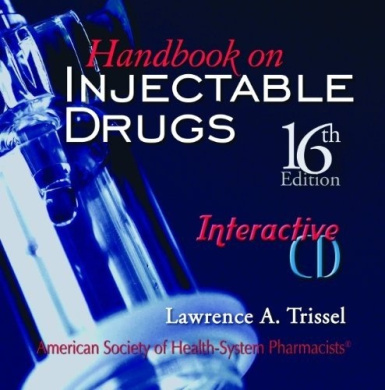 Handbook on
INJECTABLE
DRUGS
16th
Edition
Interactive
CD
Lawrence A. Trissel
American Society of Health-System Pharmacists®